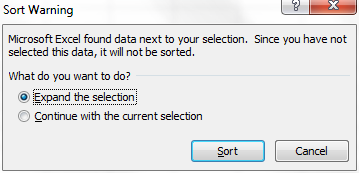 Sort Warning
?
Microsoft Excel found data next to your selection. Since you have not
selected this data, it will not be sorted.
What do you want to do?
Expand the selection
Continue with the current selection
Sort Cancel